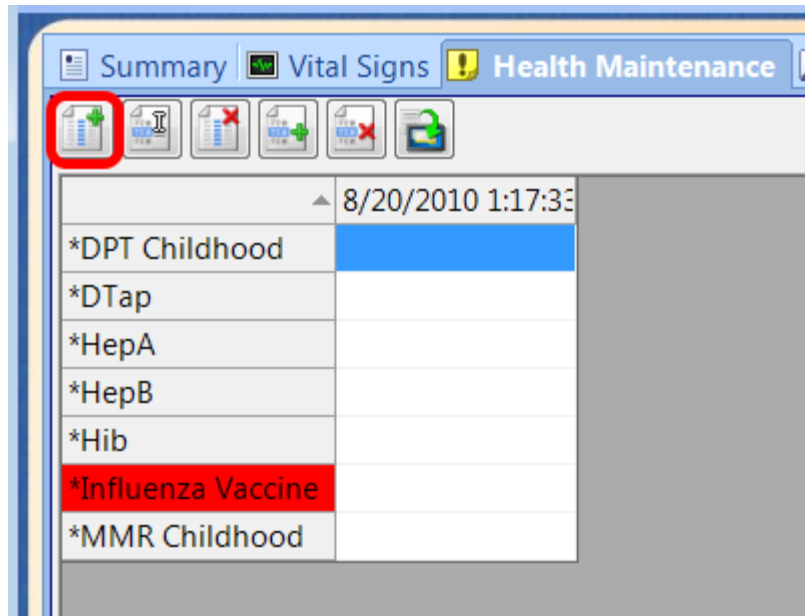 Summary Vital Signs Health Maintenance
8/20/2010 1:17:33
*DPT Childhood
*DTap
*HepA
*HepB
*Hib
*Influenza Vaccine
*MMR Childhood